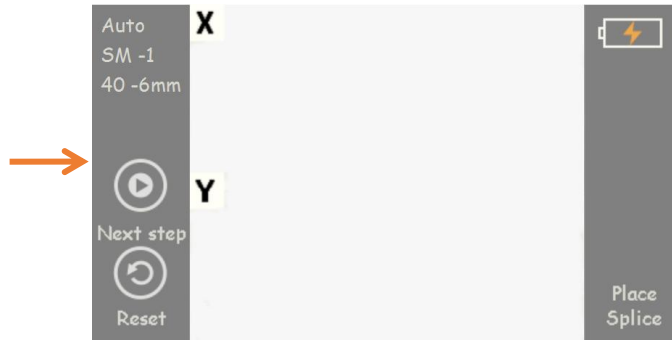 Auto
SM -1
40 -6mm
X
Y
Next step
Reset
Place
Splice